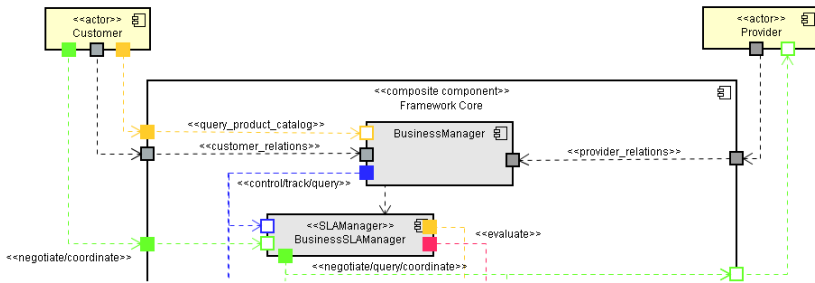 <<actor>>
Customer
<<actor>>
Provider
<<composite component>>
Framework Core
<<query_product_catalog>>
BusinessManager
<<customer_relations>>
<<provider_relations>>
<<control/track/query>>
<<SLAManager>>
BusinessSLAManager
<<evaluate>>
<<negotiate/coordinate>>
<<negotiate/query/coordinate>>